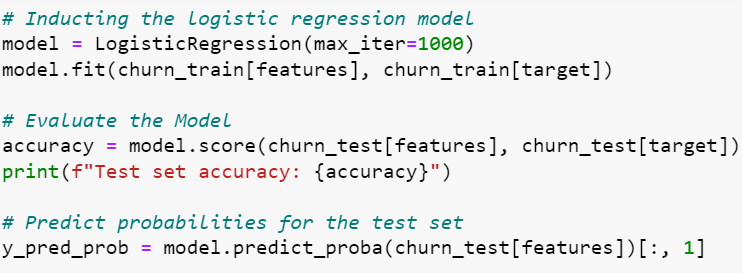 # Inducting the logistic regression model
model = LogisticRegression(max_iter=1000)
model.fit(churn_train[features], churn_train[target])
# Evaluate the Model
accuracy = model.score(churn_test[features], churn_test[target])
print(f"Test set accuracy: {accuracy}")
# Predict probabilities for the test set
y_pred_prob = model.predict_proba(churn_test[features])[:, 1]